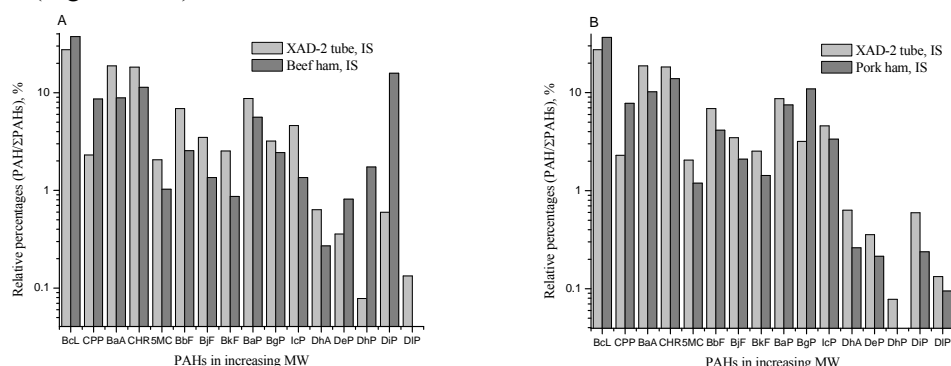 A
XAD-2 tube, IS
Beef ham, IS
Relative percentages (PAH/ΣPAHs), %
10
1
0.1
BcL CPP BaA CHR 5MC BbF BjF BkF BaP BgP IcP DhA DeP DhP DiP DlP
PAHs in increasing MW
B
XAD-2 tube, IS
Pork ham, IS
Relative percentages (PAH/ΣPAHs), %
10
1
0.1
BcL CPP BaA CHR 5MC BbF BjF BkF BaP BgP IcP DhA DeP DhP DiP DlP
PAHs in increasing MW